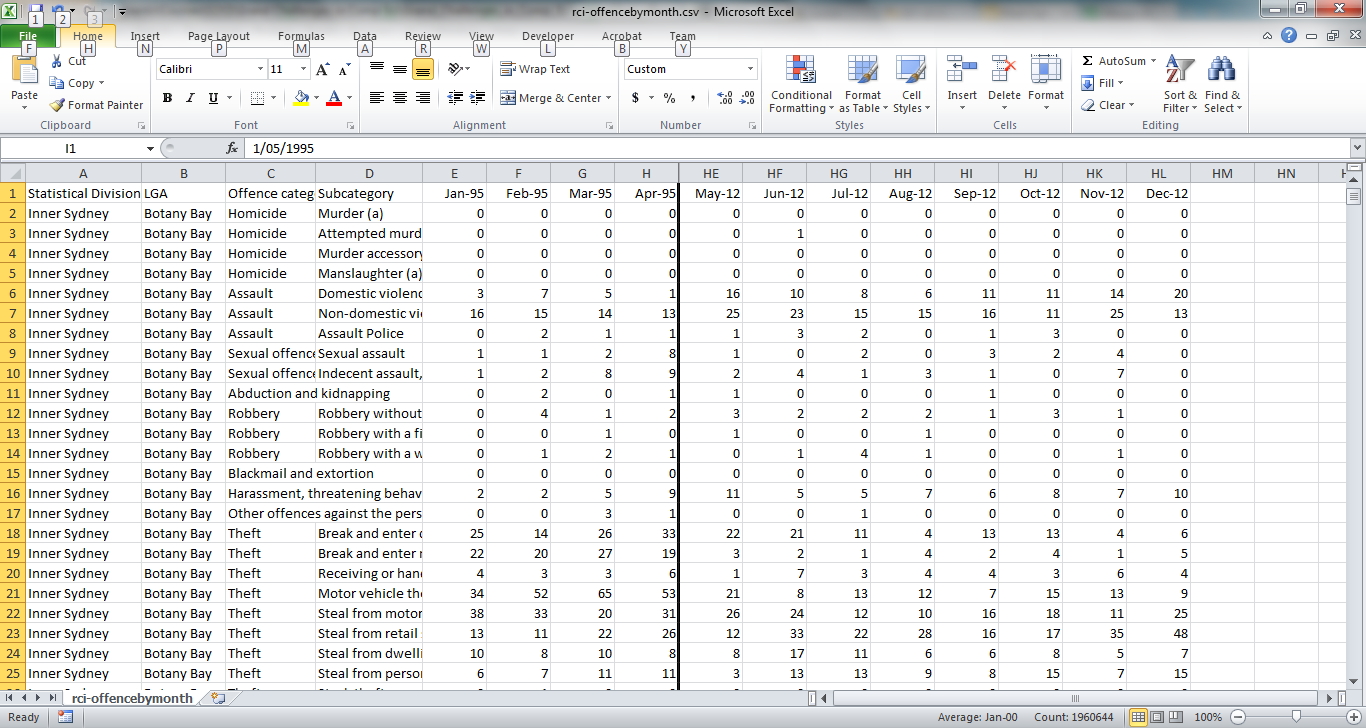 rci-offencebymonth.csv - Microsoft Excel
1 2 3
File Home Insert Page Layout Formulas Data Review View Developer Acrobat Team
F H N P M A R W L B Y
Paste Cut Copy Format Painter
Calibri 11 A A Wrap Text Custom AutoSum
B I U A Merge & Center $ % , Fill Clear
Conditional Formatting Format as Table Cell Styles Insert Delete Format Sort & Filter Find & Select
Clipboard Font Alignment Number Styles Cells Editing
I1 fx 1/05/1995
A B C D E F G H HE HF HG HH HI HJ HK HL HM HN
1 Statistical Division LGA Offence categ Subcategory Jan-95 Feb-95 Mar-95 Apr-95 May-12 Jun-12 Jul-12 Aug-12 Sep-12 Oct-12 Nov-12 Dec-12
2 Inner Sydney Botany Bay Homicide Murder (a) 0 0 0 0 0 0 0 0 0 0 0 0
3 Inner Sydney Botany Bay Homicide Attempted murd 0 0 0 0 0 1 0 0 0 0 0 0
4 Inner Sydney Botany Bay Homicide Murder accessory 0 0 0 0 0 0 0 0 0 0 0 0
5 Inner Sydney Botany Bay Homicide Manslaughter (a) 0 0 0 0 0 0 0 0 0 0 0 0
6 Inner Sydney Botany Bay Assault Domestic violenc 3 7 5 1 16 10 8 6 11 11 14 20
7 Inner Sydney Botany Bay Assault Non-domestic vi 16 15 14 13 25 23 15 15 16 11 25 13
8 Inner Sydney Botany Bay Assault Assault Police 0 2 1 1 1 3 2 0 1 3 0 0
9 Inner Sydney Botany Bay Sexual offence Sexual assault 1 1 2 8 1 0 2 0 3 2 4 0
10 Inner Sydney Botany Bay Sexual offence Indecent assault, 1 2 8 9 2 4 1 3 1 0 7 0
11 Inner Sydney Botany Bay Abduction and kidnapping 0 2 0 1 1 0 0 0 1 0 0 0
12 Inner Sydney Botany Bay Robbery Robbery without 0 4 1 2 3 2 2 2 1 3 1 0
13 Inner Sydney Botany Bay Robbery Robbery with a fi 0 0 1 0 1 0 0 1 0 0 0 0
14 Inner Sydney Botany Bay Robbery Robbery with a w 0 1 2 1 0 1 4 1 0 0 1 0
15 Inner Sydney Botany Bay Blackmail and extortion 0 0 0 0 0 0 0 0 0 0 0 0
16 Inner Sydney Botany Bay Harassment, threatening behav 2 2 5 9 11 5 5 7 6 8 7 10
17 Inner Sydney Botany Bay Other offences against the pers 0 0 3 1 0 0 1 0 0 0 0 0
18 Inner Sydney Botany Bay Theft Break and enter d 25 14 26 33 22 21 11 4 13 13 4 6
19 Inner Sydney Botany Bay Theft Break and enter n 22 20 27 19 3 2 1 4 2 4 1 5
20 Inner Sydney Botany Bay Theft Receiving or han 4 3 3 6 1 7 3 4 4 3 6 4
21 Inner Sydney Botany Bay Theft Motor vehicle the 34 52 65 53 21 8 13 12 7 15 13 9
22 Inner Sydney Botany Bay Theft Steal from motor 38 33 20 31 26 24 12 10 16 18 11 25
23 Inner Sydney Botany Bay Theft Steal from retail 13 11 22 26 12 33 22 28 16 17 35 48
24 Inner Sydney Botany Bay Theft Steal from dwelli 10 8 10 8 8 17 11 6 6 8 5 7
25 Inner Sydney Botany Bay Theft Steal from perso 6 7 11 11 3 13 13 9 8 15 7 15
rci-offencebymonth
Ready Average: Jan-00 Count: 1960644 100%